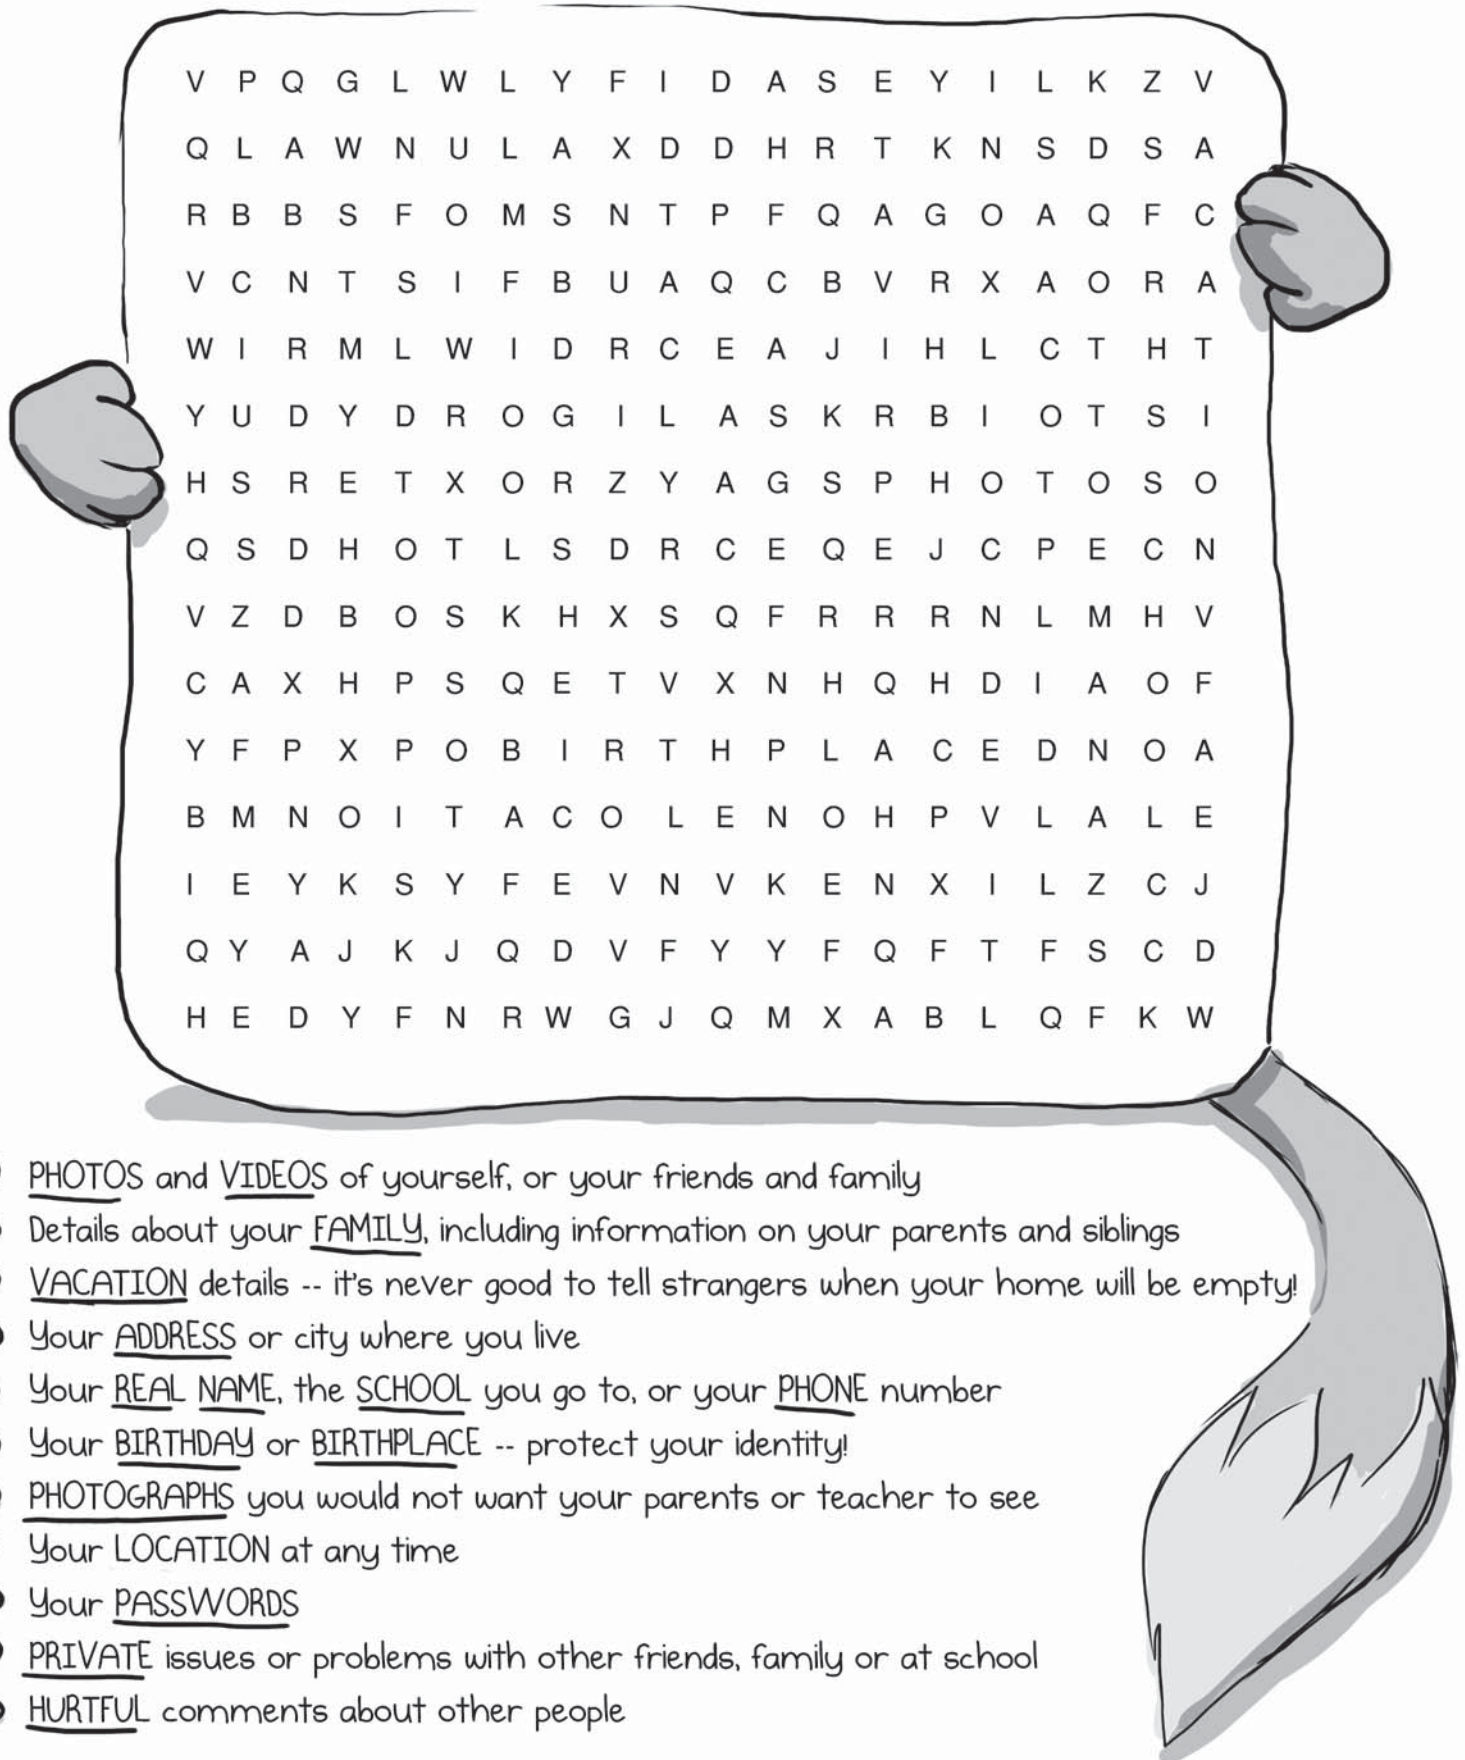 V P Q G L W L Y F I D A S E Y I L K Z V
Q L A W N U L A X D D H R T K N S D S A
R B B S F O M S N T P F Q A G O A Q F C
V C N T S I F B U A Q C B V R X A O R A
W I R M L W I D R C E A J I H L C T H T
Y U D Y D R O G I L A S K R B I O T S I
H S R E T X O R Z Y A G S P H O T O S O
Q S D H O T L S D R C E Q E J C P E C N
V Z D B O S K H X S Q F R R R N L M H V
C A X H P S Q E T V X N H Q H D I A O F
Y F P X P O B I R T H P L A C E D N O A
B M N O I T A C O L E N O H P V L A L E
I E Y K S Y F E V N V K E N X I L Z C J
Q Y A J K J Q D V F Y Y F Q F T F S C D
H E D Y F N R W G J Q M X A B L Q F K W
PHOTOS and VIDEOS of yourself, or your friends and family
Details about your FAMILY, including information on your parents and siblings
VACATION details -- it's never good to tell strangers when your home will be empty!
Your ADDRESS or city where you live
Your REAL NAME, the SCHOOL you go to, or your PHONE number
Your BIRTHDAY or BIRTHPLACE -- protect your identity!
PHOTOGRAPHS you would not want your parents or teacher to see
Your LOCATION at any time
Your PASSWORDS
PRIVATE issues or problems with other friends, family or at school
HURTFUL comments about other people